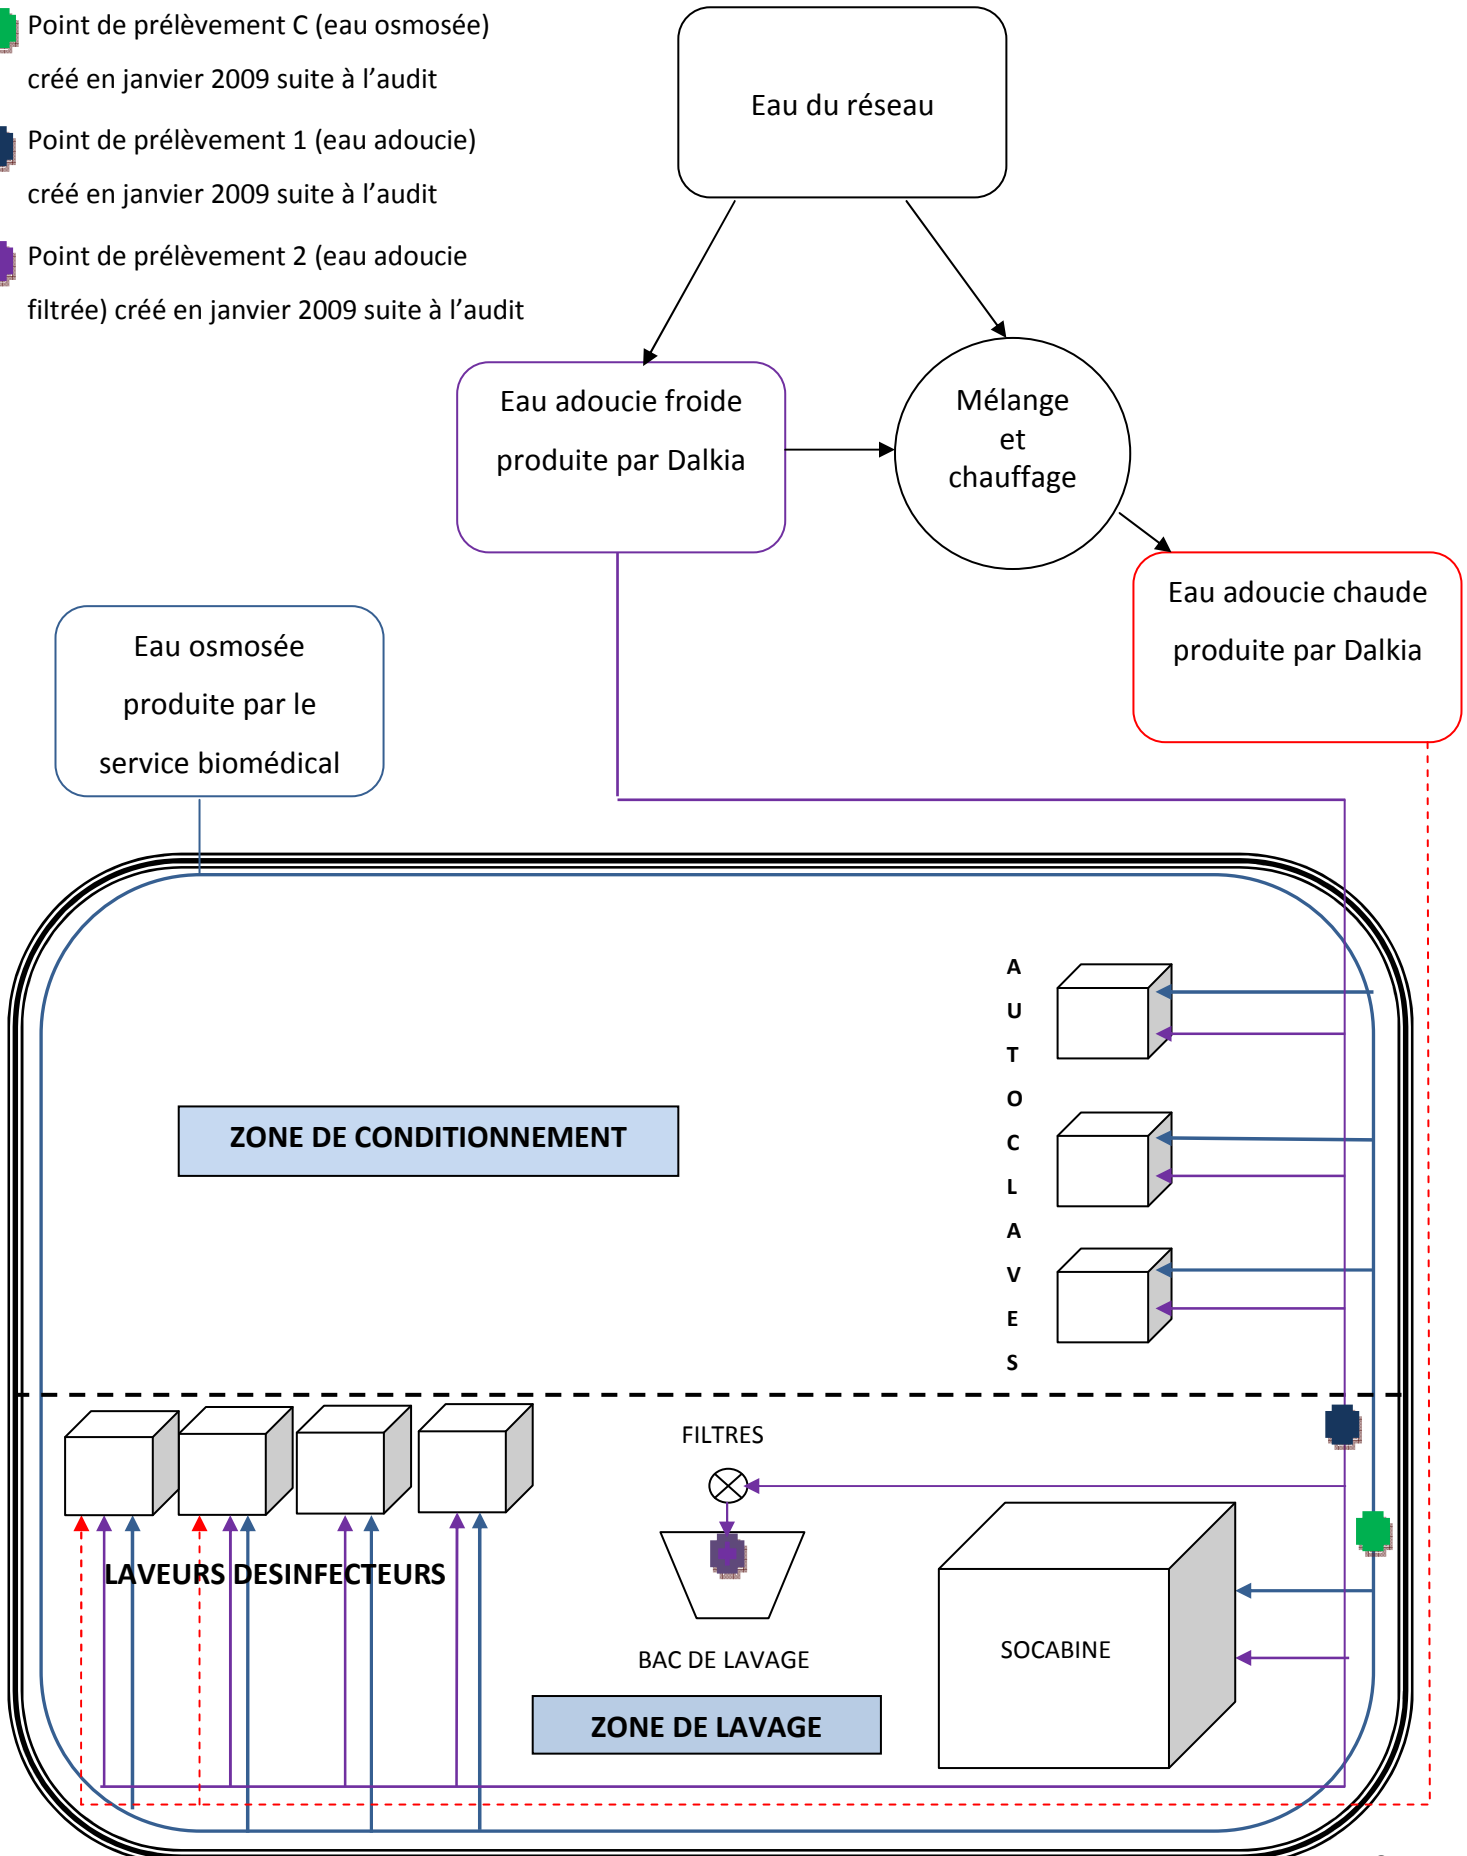 Point de prélèvement C (eau osmosée)
créé en janvier 2009 suite à l’audit
Point de prélèvement 1 (eau adoucie)
créé en janvier 2009 suite à l’audit
Point de prélèvement 2 (eau adoucie
filtrée) créé en janvier 2009 suite à l’audit
Eau du réseau
Eau adoucie froide
produite par Dalkia
Mélange
et
chauffage
Eau adoucie chaude
produite par Dalkia
Eau osmosée
produite par le
service biomédical
A
U
T
O
C
L
A
V
E
S
ZONE DE CONDITIONNEMENT
FILTRES
LAVEURS DESINFECTEURS
BAC DE LAVAGE
SOCABINE
ZONE DE LAVAGE